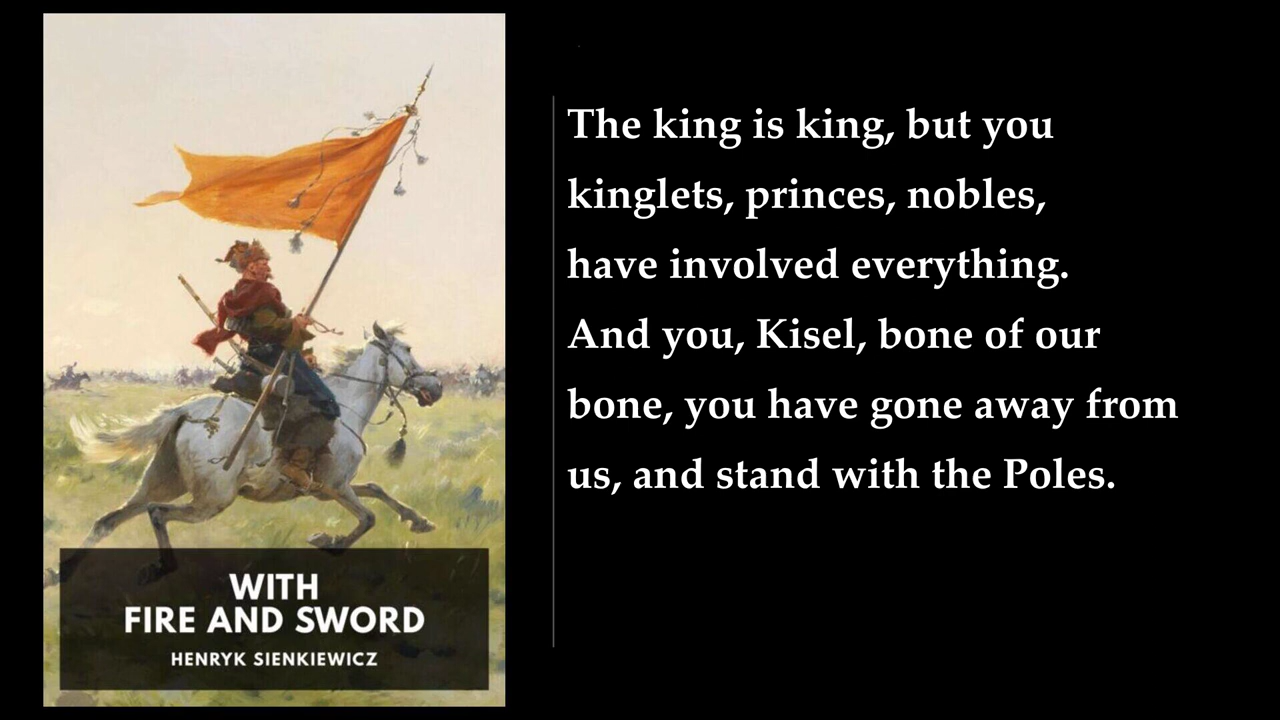 The king is king, but you
kinglets, princes, nobles,
have involved everything.
And you, Kisel, bone of our
bone, you have gone away from
us, and stand with the Poles.
WITH
FIRE AND SWORD
HENRYK SIENKIEWICZ